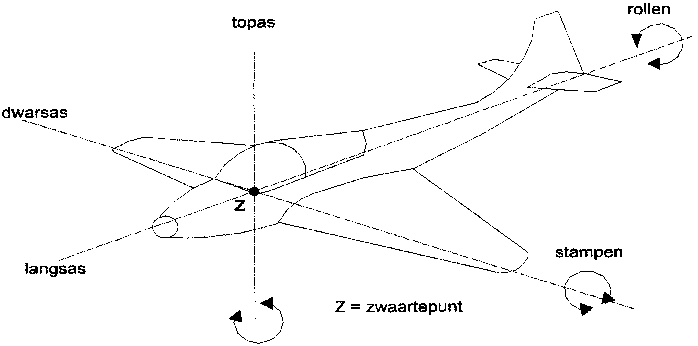 rollen
topas
dwarsas
Z
langsas
stampen
Z = zwaartepunt